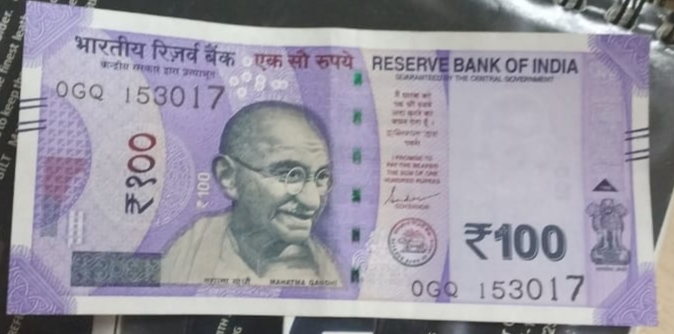 भारतीय रिज़र्व बैंक
केन्द्रीय सरकार द्वारा प्रत्याभूत
एक सौ रुपये
RESERVE BANK OF INDIA
GUARANTEED BY THE CENTRAL GOVERNMENT
0GQ 153017
₹१००
₹100
I PROMISE TO
PAY THE BEARER
THE SUM OF ONE
HUNDRED RUPEES
GOVERNOR
₹100
महात्मा गांधी MAHATMA GANDHI
0GQ 153017